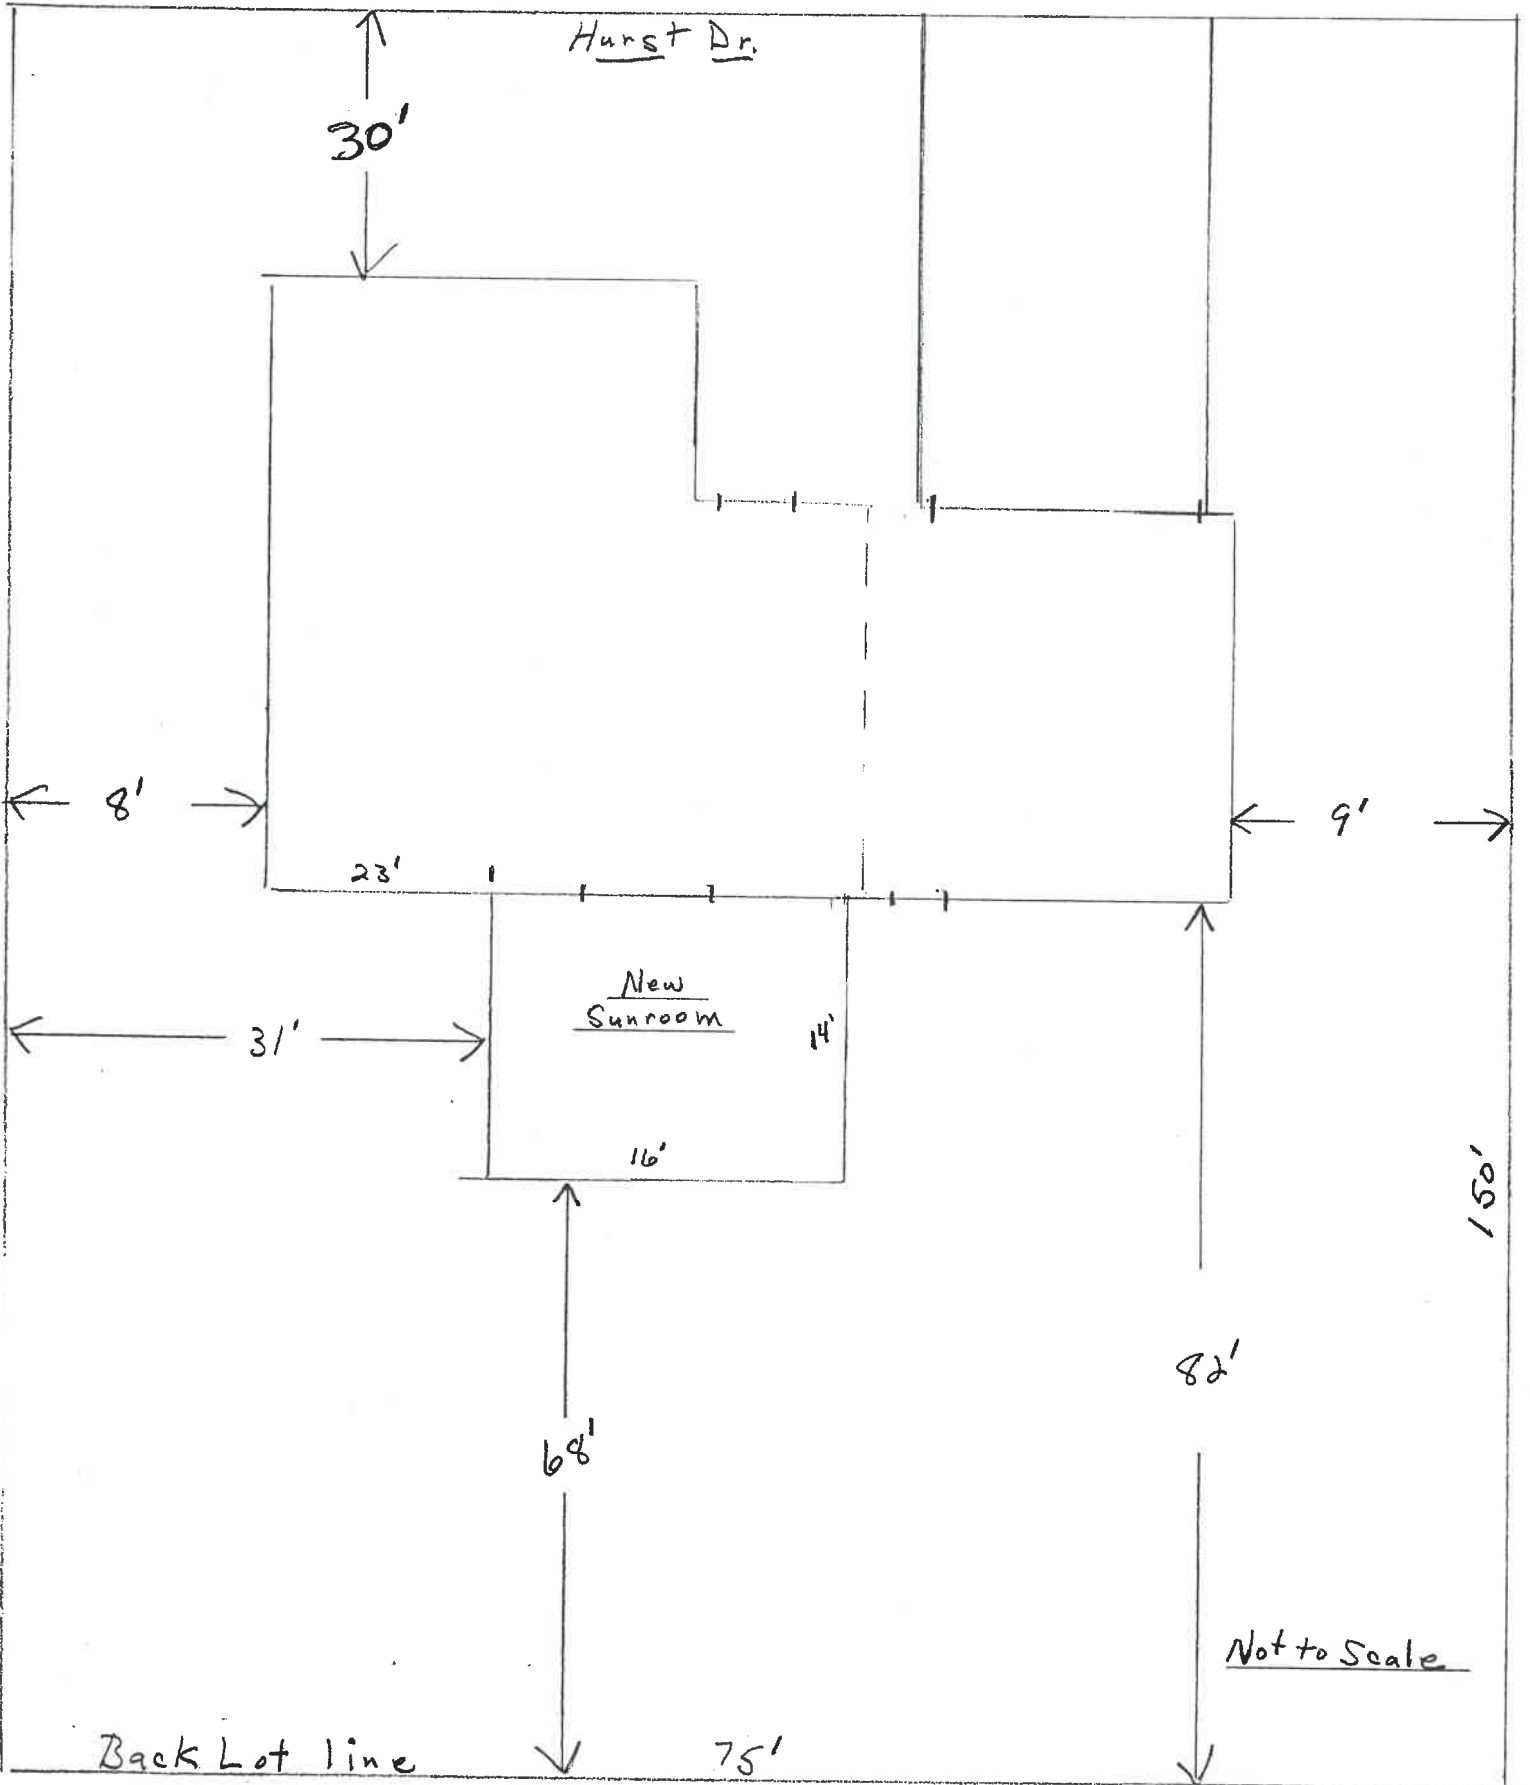 Hurst Dr.
30'
8'
9'
23'
New
Sunroom
14'
31'
16'
150'
82'
68'
Not to Scale
Back Lot line
75'